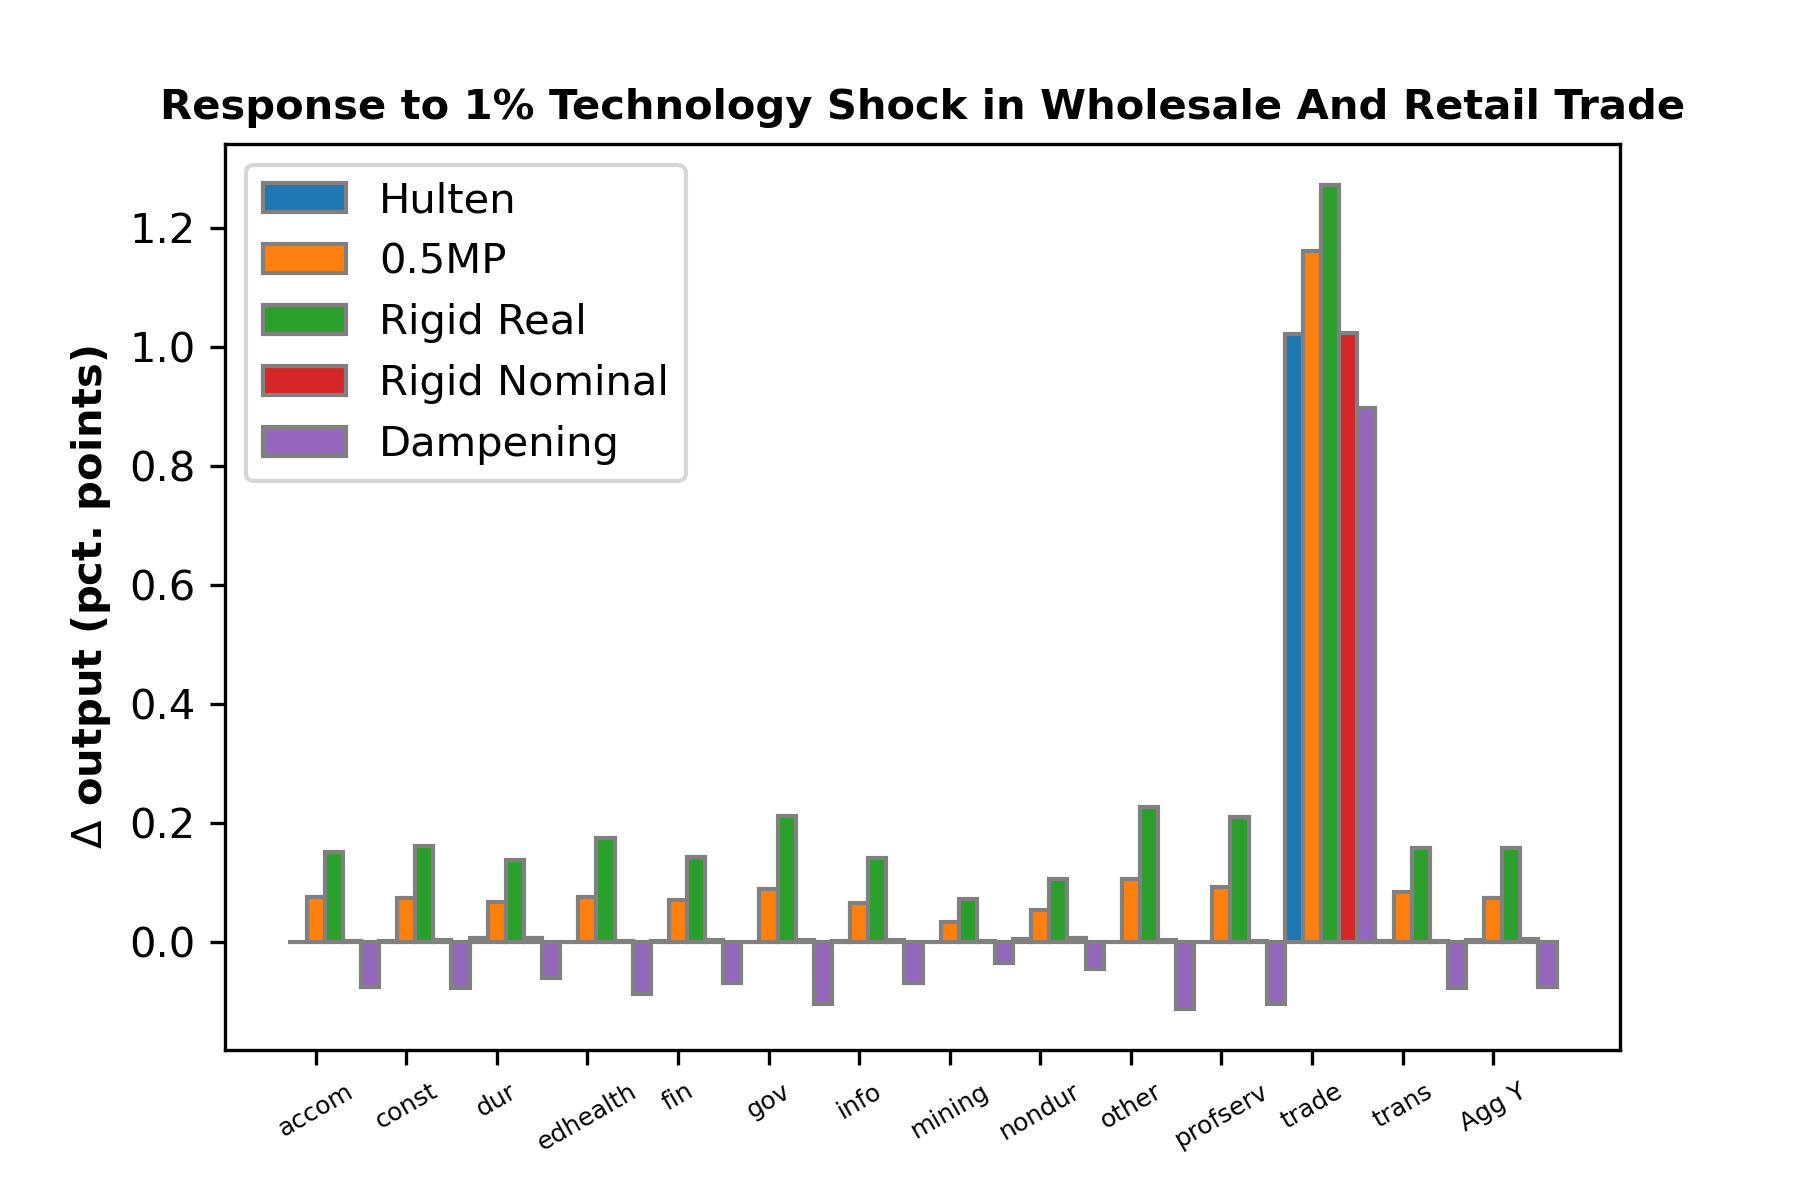 Response to 1% Technology Shock in Wholesale And Retail Trade
Hulten
0.5MP
Rigid Real
Rigid Nominal
Dampening
Δ output (pct. points)
1.2
1.0
0.8
0.6
0.4
0.2
0.0
accom
const
dur
edhealth
fin
gov
info
mining
nondur
other
profserv
trade
trans
Agg Y